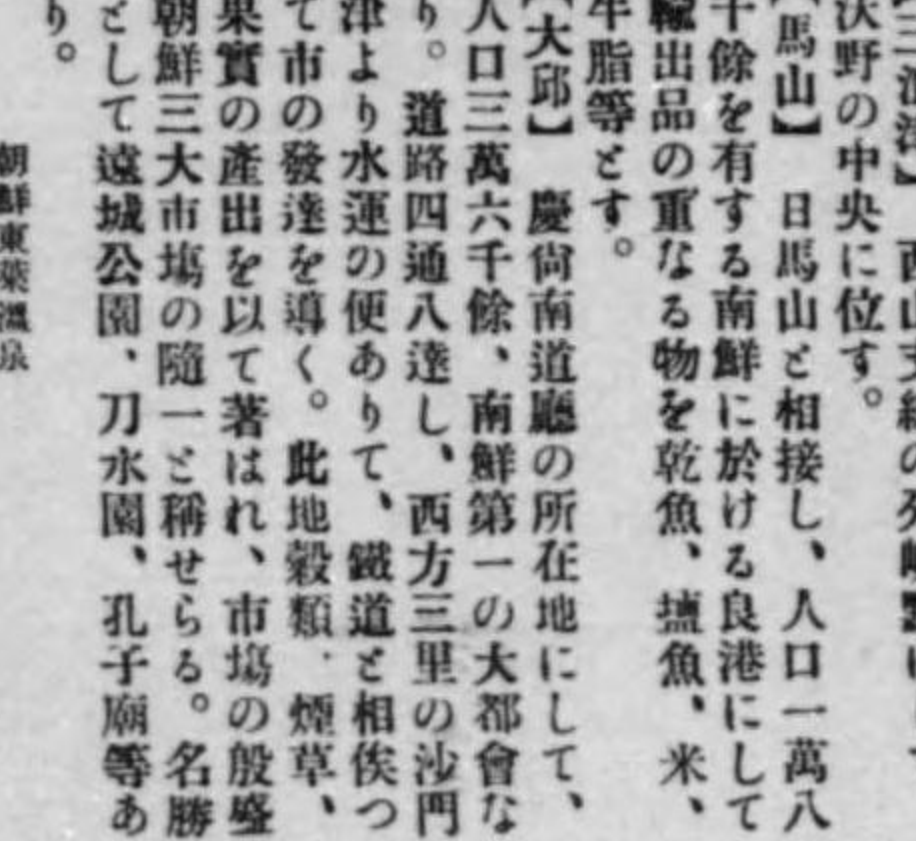 沃野の中央に位す。
【馬山】　日馬山と相接し、人口一萬八
千餘を有する南鮮に於ける良港にして
輸出品の重なる物を乾魚、塩魚、米、
牛脂等とす。
【大邱】　慶尙南道廳の所在地にして、
人口三萬六千餘、南鮮第一の大都會な
り。道路四通八達し、西方三里の沙門
津より水運の便ありて、鐵道と相俟つ
て市の發達を導く。此地穀類、煙草、
果實の產出を以て著はれ、市塲の殷盛
朝鮮三大市塲の隨一と稱せらる。名勝
として遠城公園、刀水園、孔子廟等あ
り。
朝鮮東萊溫泉